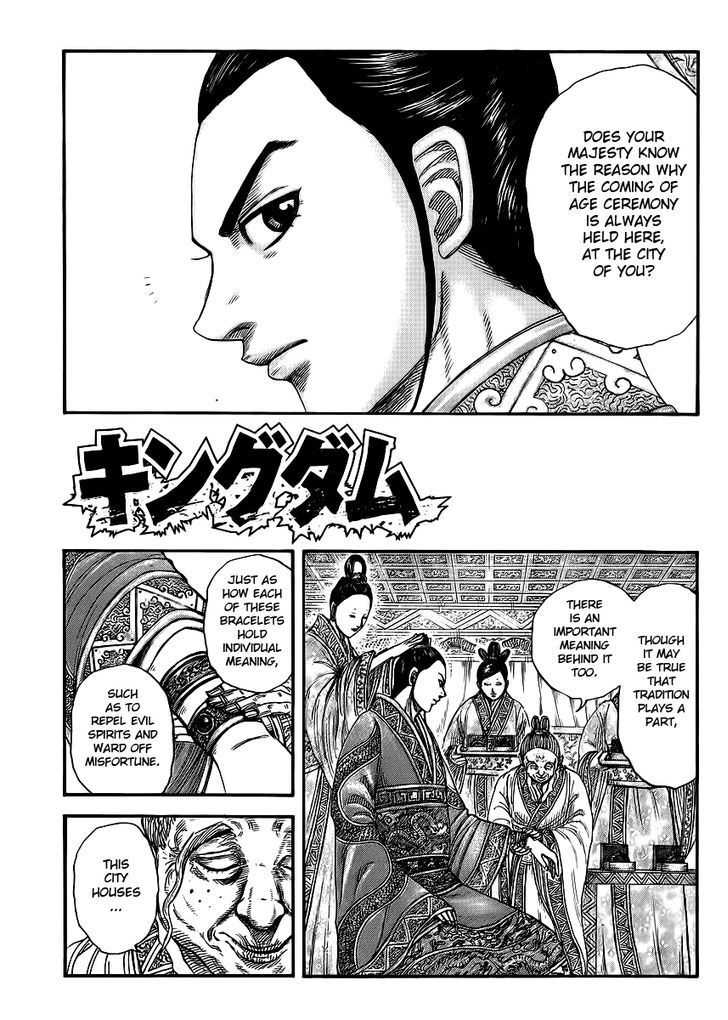 DOES YOUR
MAJESTY KNOW
THE REASON WHY
THE COMING OF
AGE CEREMONY
IS ALWAYS
HELD HERE,
AT THE CITY
OF YOU?
キングダム
THOUGH
IT MAY
BE TRUE
THAT
TRADITION
PLAYS A
PART,
THERE
IS AN
IMPORTANT
MEANING
BEHIND IT
TOO.
JUST AS
HOW EACH
OF THESE
BRACELETS
HOLD
INDIVIDUAL
MEANING,
SUCH
AS TO
REPEL EVIL
SPIRITS AND
WARD OFF
MISFORTUNE.
THIS
CITY
HOUSES
...